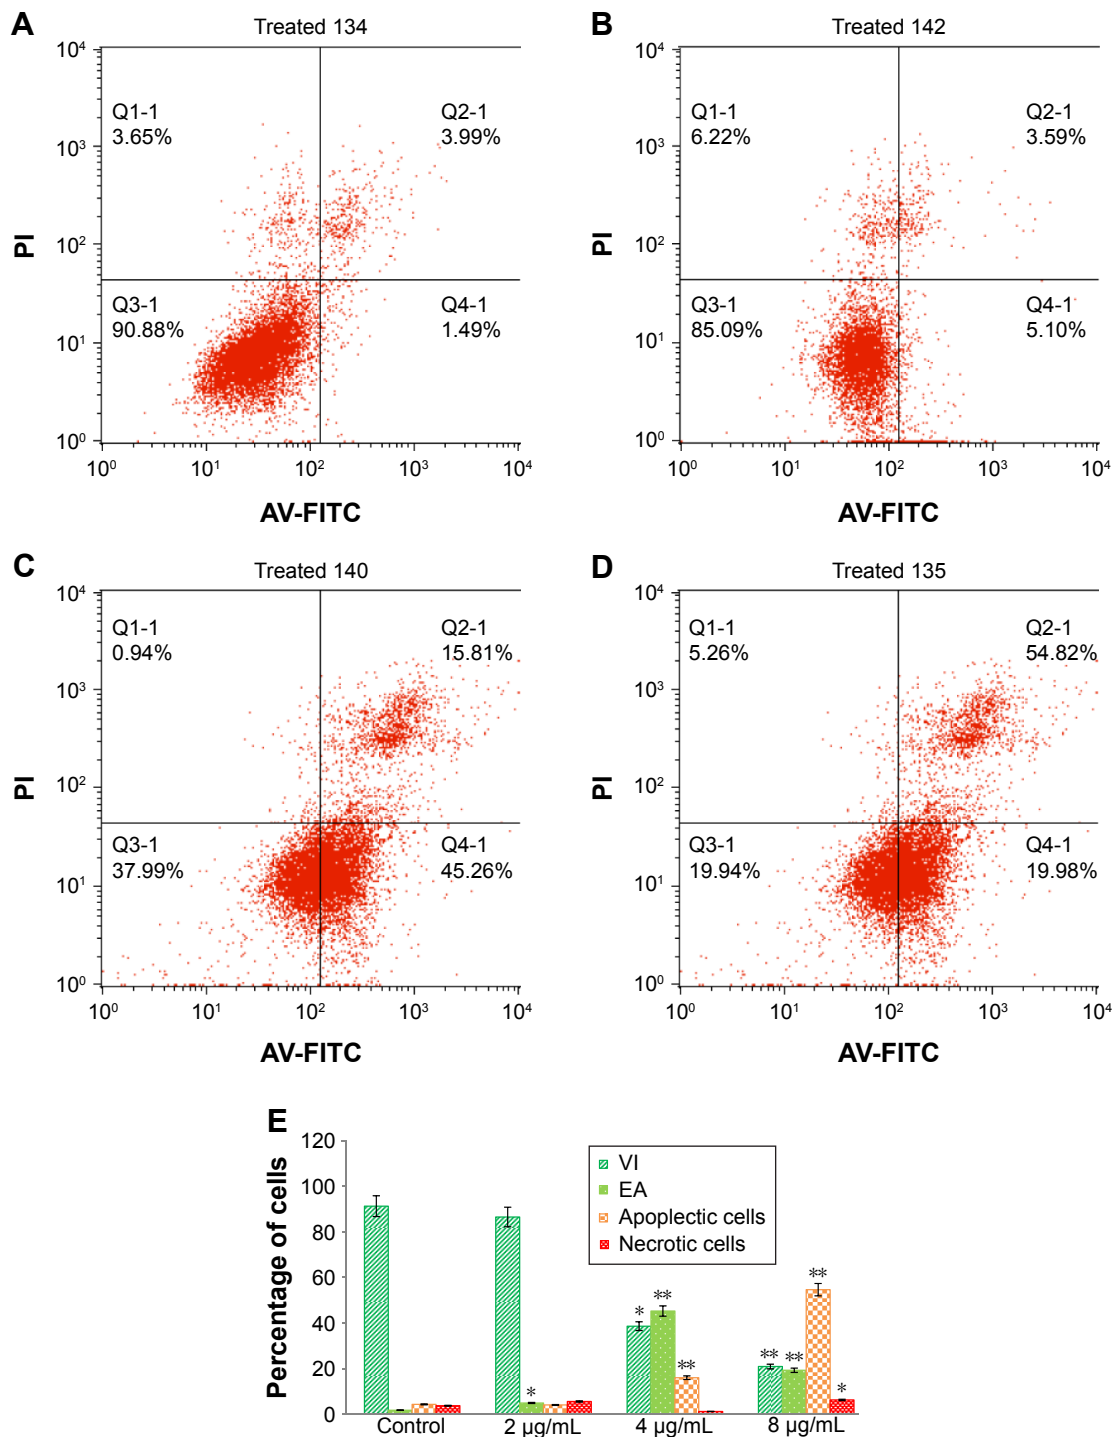 A
Treated 134
10⁴
10³
10²
10¹
10⁰
PI
Q1-1
3.65%
Q2-1
3.99%
Q3-1
90.88%
Q4-1
1.49%
10⁰ 10¹ 10² 10³ 10⁴
AV-FITC
B
Treated 142
10⁴
10³
10²
10¹
10⁰
PI
Q1-1
6.22%
Q2-1
3.59%
Q3-1
85.09%
Q4-1
5.10%
10⁰ 10¹ 10² 10³ 10⁴
AV-FITC
C
Treated 140
10⁴
10³
10²
10¹
10⁰
PI
Q1-1
0.94%
Q2-1
15.81%
Q3-1
37.99%
Q4-1
45.26%
10⁰ 10¹ 10² 10³ 10⁴
AV-FITC
D
Treated 135
10⁴
10³
10²
10¹
10⁰
PI
Q1-1
5.26%
Q2-1
54.82%
Q3-1
19.94%
Q4-1
19.98%
10⁰ 10¹ 10² 10³ 10⁴
AV-FITC
E
Percentage of cells
120
100
80
60
40
20
0
VI
EA
Apoplectic cells
Necrotic cells
*
* ** **
** ** ** *
Control 2 µg/mL 4 µg/mL 8 µg/mL